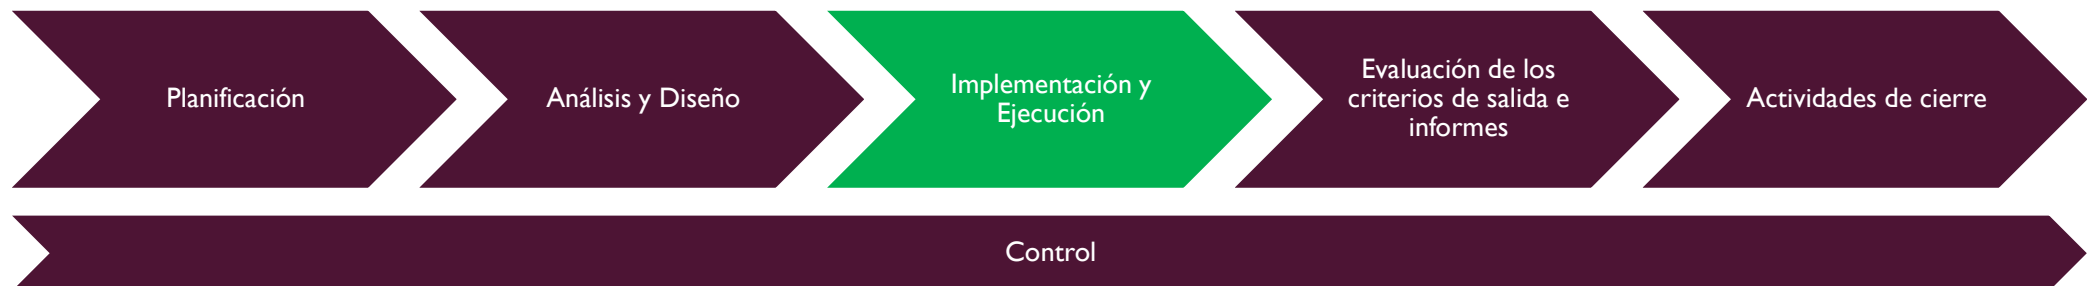 Planificación
Análisis y Diseño
Implementación y
Ejecución
Evaluación de los
criterios de salida e
informes
Actividades de cierre
Control